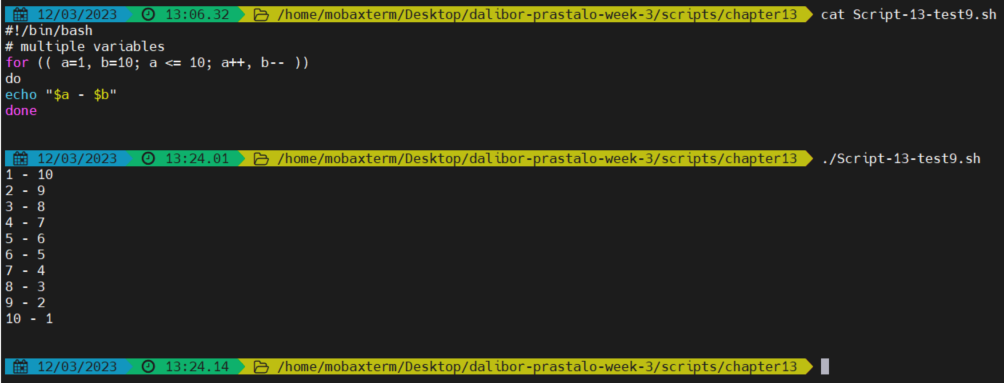 12/03/2023 13:06.32 /home/mobaxterm/Desktop/dalibor-prastalo-week-3/scripts/chapter13 cat Script-13-test9.sh
#!/bin/bash
# multiple variables
for (( a=1, b=10; a <= 10; a++, b-- ))
do
echo "$a - $b"
done
12/03/2023 13:24.01 /home/mobaxterm/Desktop/dalibor-prastalo-week-3/scripts/chapter13 ./Script-13-test9.sh
1 - 10
2 - 9
3 - 8
4 - 7
5 - 6
6 - 5
7 - 4
8 - 3
9 - 2
10 - 1
12/03/2023 13:24.14 /home/mobaxterm/Desktop/dalibor-prastalo-week-3/scripts/chapter13